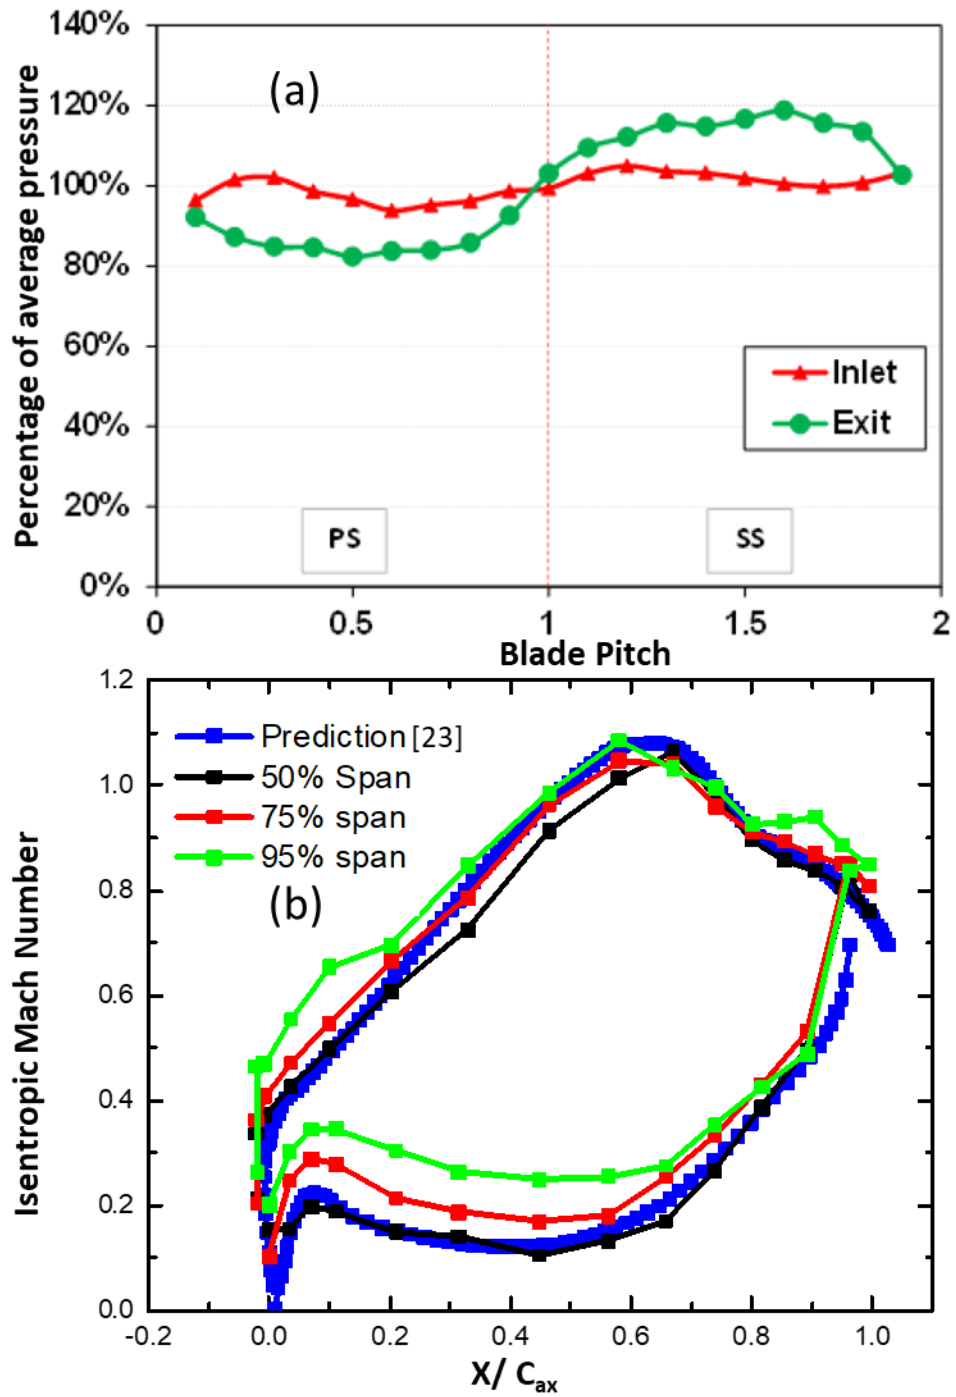 140%
(a)
120%
100%
80%
60%
40%
20%
0%
Percentage of average pressure
Inlet
Exit
PS
SS
0
0.5
1
1.5
2
Blade Pitch
1.2
1.0
0.8
0.6
0.4
0.2
0.0
Isentropic Mach Number
Prediction [23]
50% Span
75% span
95% span
(b)
-0.2
0.0
0.2
0.4
0.6
0.8
1.0
X/ Cax